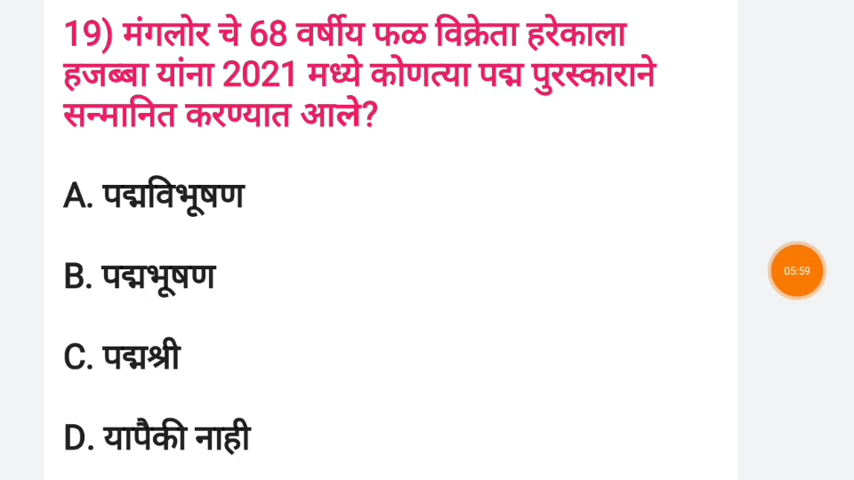 19) मंगलोर चे 68 वर्षीय फळ विक्रेता हरेकाला
हजब्बा यांना 2021 मध्ये कोणत्या पद्म पुरस्काराने
सन्मानित करण्यात आले?
A. पद्मविभूषण
B. पद्मभूषण
05:59
C. पद्मश्री
D. यापैकी नाही